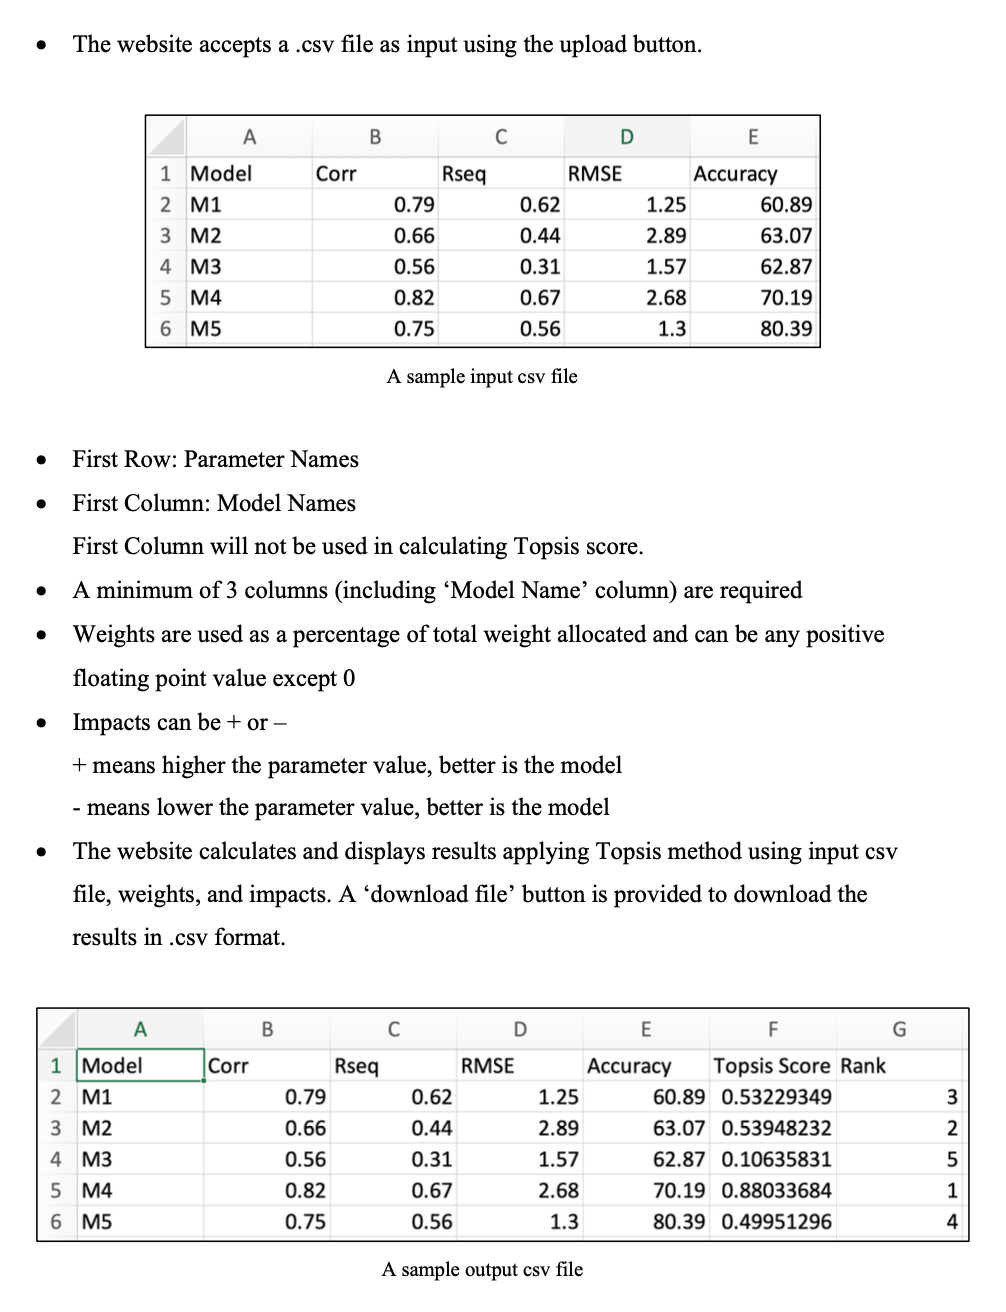 • The website accepts a .csv file as input using the upload button.
A B C D E
1 Model Corr Rseq RMSE Accuracy
2 M1 0.79 0.62 1.25 60.89
3 M2 0.66 0.44 2.89 63.07
4 M3 0.56 0.31 1.57 62.87
5 M4 0.82 0.67 2.68 70.19
6 M5 0.75 0.56 1.3 80.39
A sample input csv file
• First Row: Parameter Names
• First Column: Model Names
First Column will not be used in calculating Topsis score.
• A minimum of 3 columns (including ‘Model Name’ column) are required
• Weights are used as a percentage of total weight allocated and can be any positive
floating point value except 0
• Impacts can be + or –
+ means higher the parameter value, better is the model
- means lower the parameter value, better is the model
• The website calculates and displays results applying Topsis method using input csv
file, weights, and impacts. A ‘download file’ button is provided to download the
results in .csv format.
A B C D E F G
1 Model Corr Rseq RMSE Accuracy Topsis Score Rank
2 M1 0.79 0.62 1.25 60.89 0.53229349 3
3 M2 0.66 0.44 2.89 63.07 0.53948232 2
4 M3 0.56 0.31 1.57 62.87 0.10635831 5
5 M4 0.82 0.67 2.68 70.19 0.88033684 1
6 M5 0.75 0.56 1.3 80.39 0.49951296 4
A sample output csv file